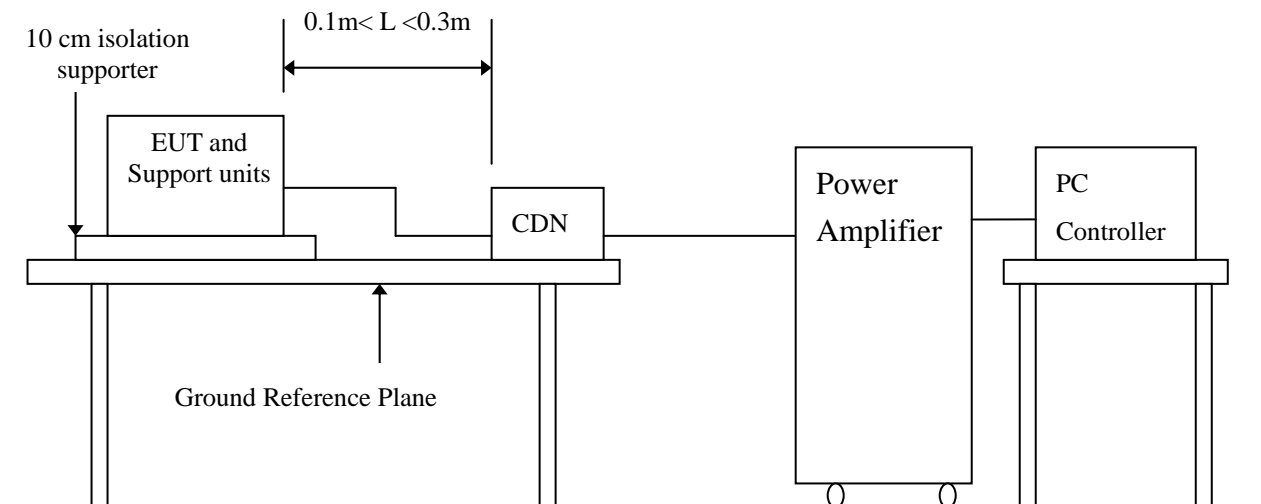 0.1m< L <0.3m
10 cm isolation
supporter
EUT and
Support units
CDN
Power
Amplifier
PC
Controller
Ground Reference Plane